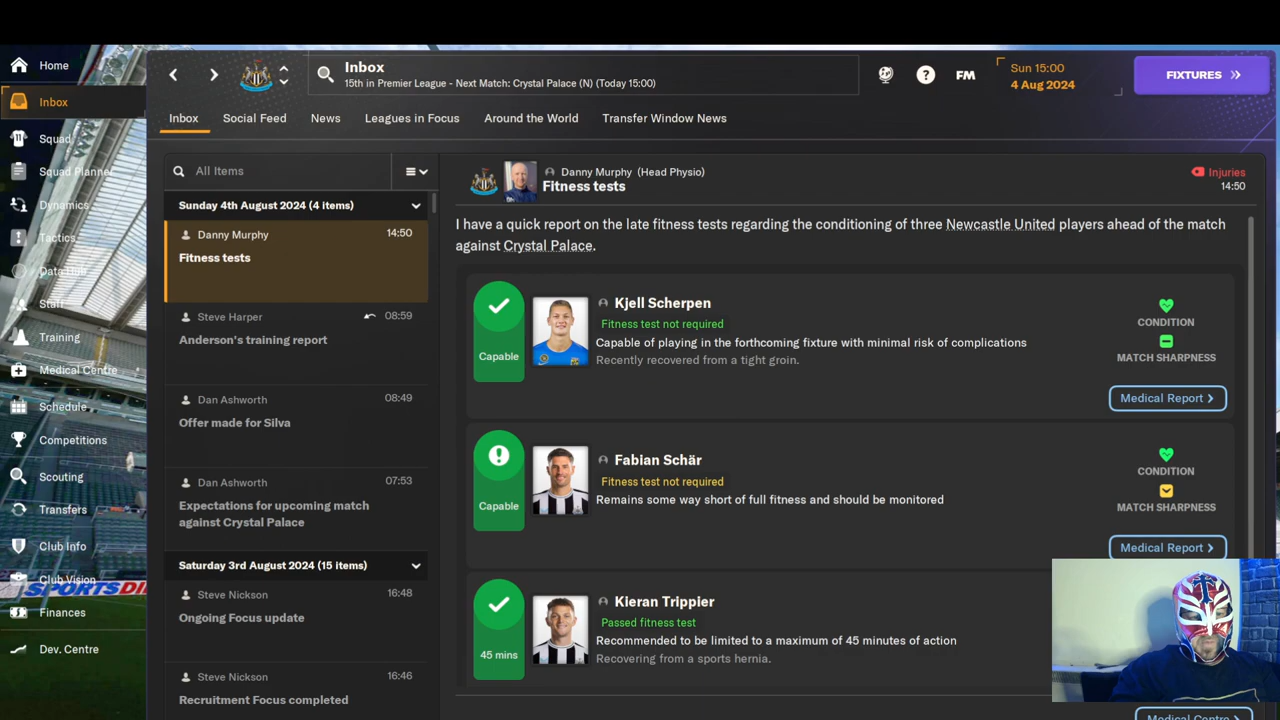 Home
Inbox
Squad
Squad Planner
Dynamics
Tactics
Data Hub
Staff
Training
Medical Centre
Schedule
Competitions
Scouting
Transfers
Club Info
Club Vision
Finances
Dev. Centre
SPORTS DI
Inbox
15th in Premier League - Next Match: Crystal Palace (N) (Today 15:00)
?
FM
Sun 15:00
4 Aug 2024
FIXTURES
Inbox
Social Feed
News
Leagues in Focus
Around the World
Transfer Window News
All Items
Sunday 4th August 2024 (4 items)
Danny Murphy
14:50
Fitness tests
Steve Harper
08:59
Anderson's training report
Dan Ashworth
08:49
Offer made for Silva
Dan Ashworth
07:53
Expectations for upcoming match
against Crystal Palace
Saturday 3rd August 2024 (15 items)
Steve Nickson
16:48
Ongoing Focus update
Steve Nickson
16:46
Recruitment Focus completed
Danny Murphy (Head Physio)
Fitness tests
Injuries
14:50
I have a quick report on the late fitness tests regarding the conditioning of three Newcastle United players ahead of the match
against Crystal Palace.
Capable
Kjell Scherpen
Fitness test not required
Capable of playing in the forthcoming fixture with minimal risk of complications
Recently recovered from a tight groin.
CONDITION
MATCH SHARPNESS
Medical Report
Capable
Fabian Schär
Fitness test not required
Remains some way short of full fitness and should be monitored
CONDITION
MATCH SHARPNESS
Medical Report
45 mins
Kieran Trippier
Passed fitness test
Recommended to be limited to a maximum of 45 minutes of action
Recovering from a sports hernia.
Medical Centre